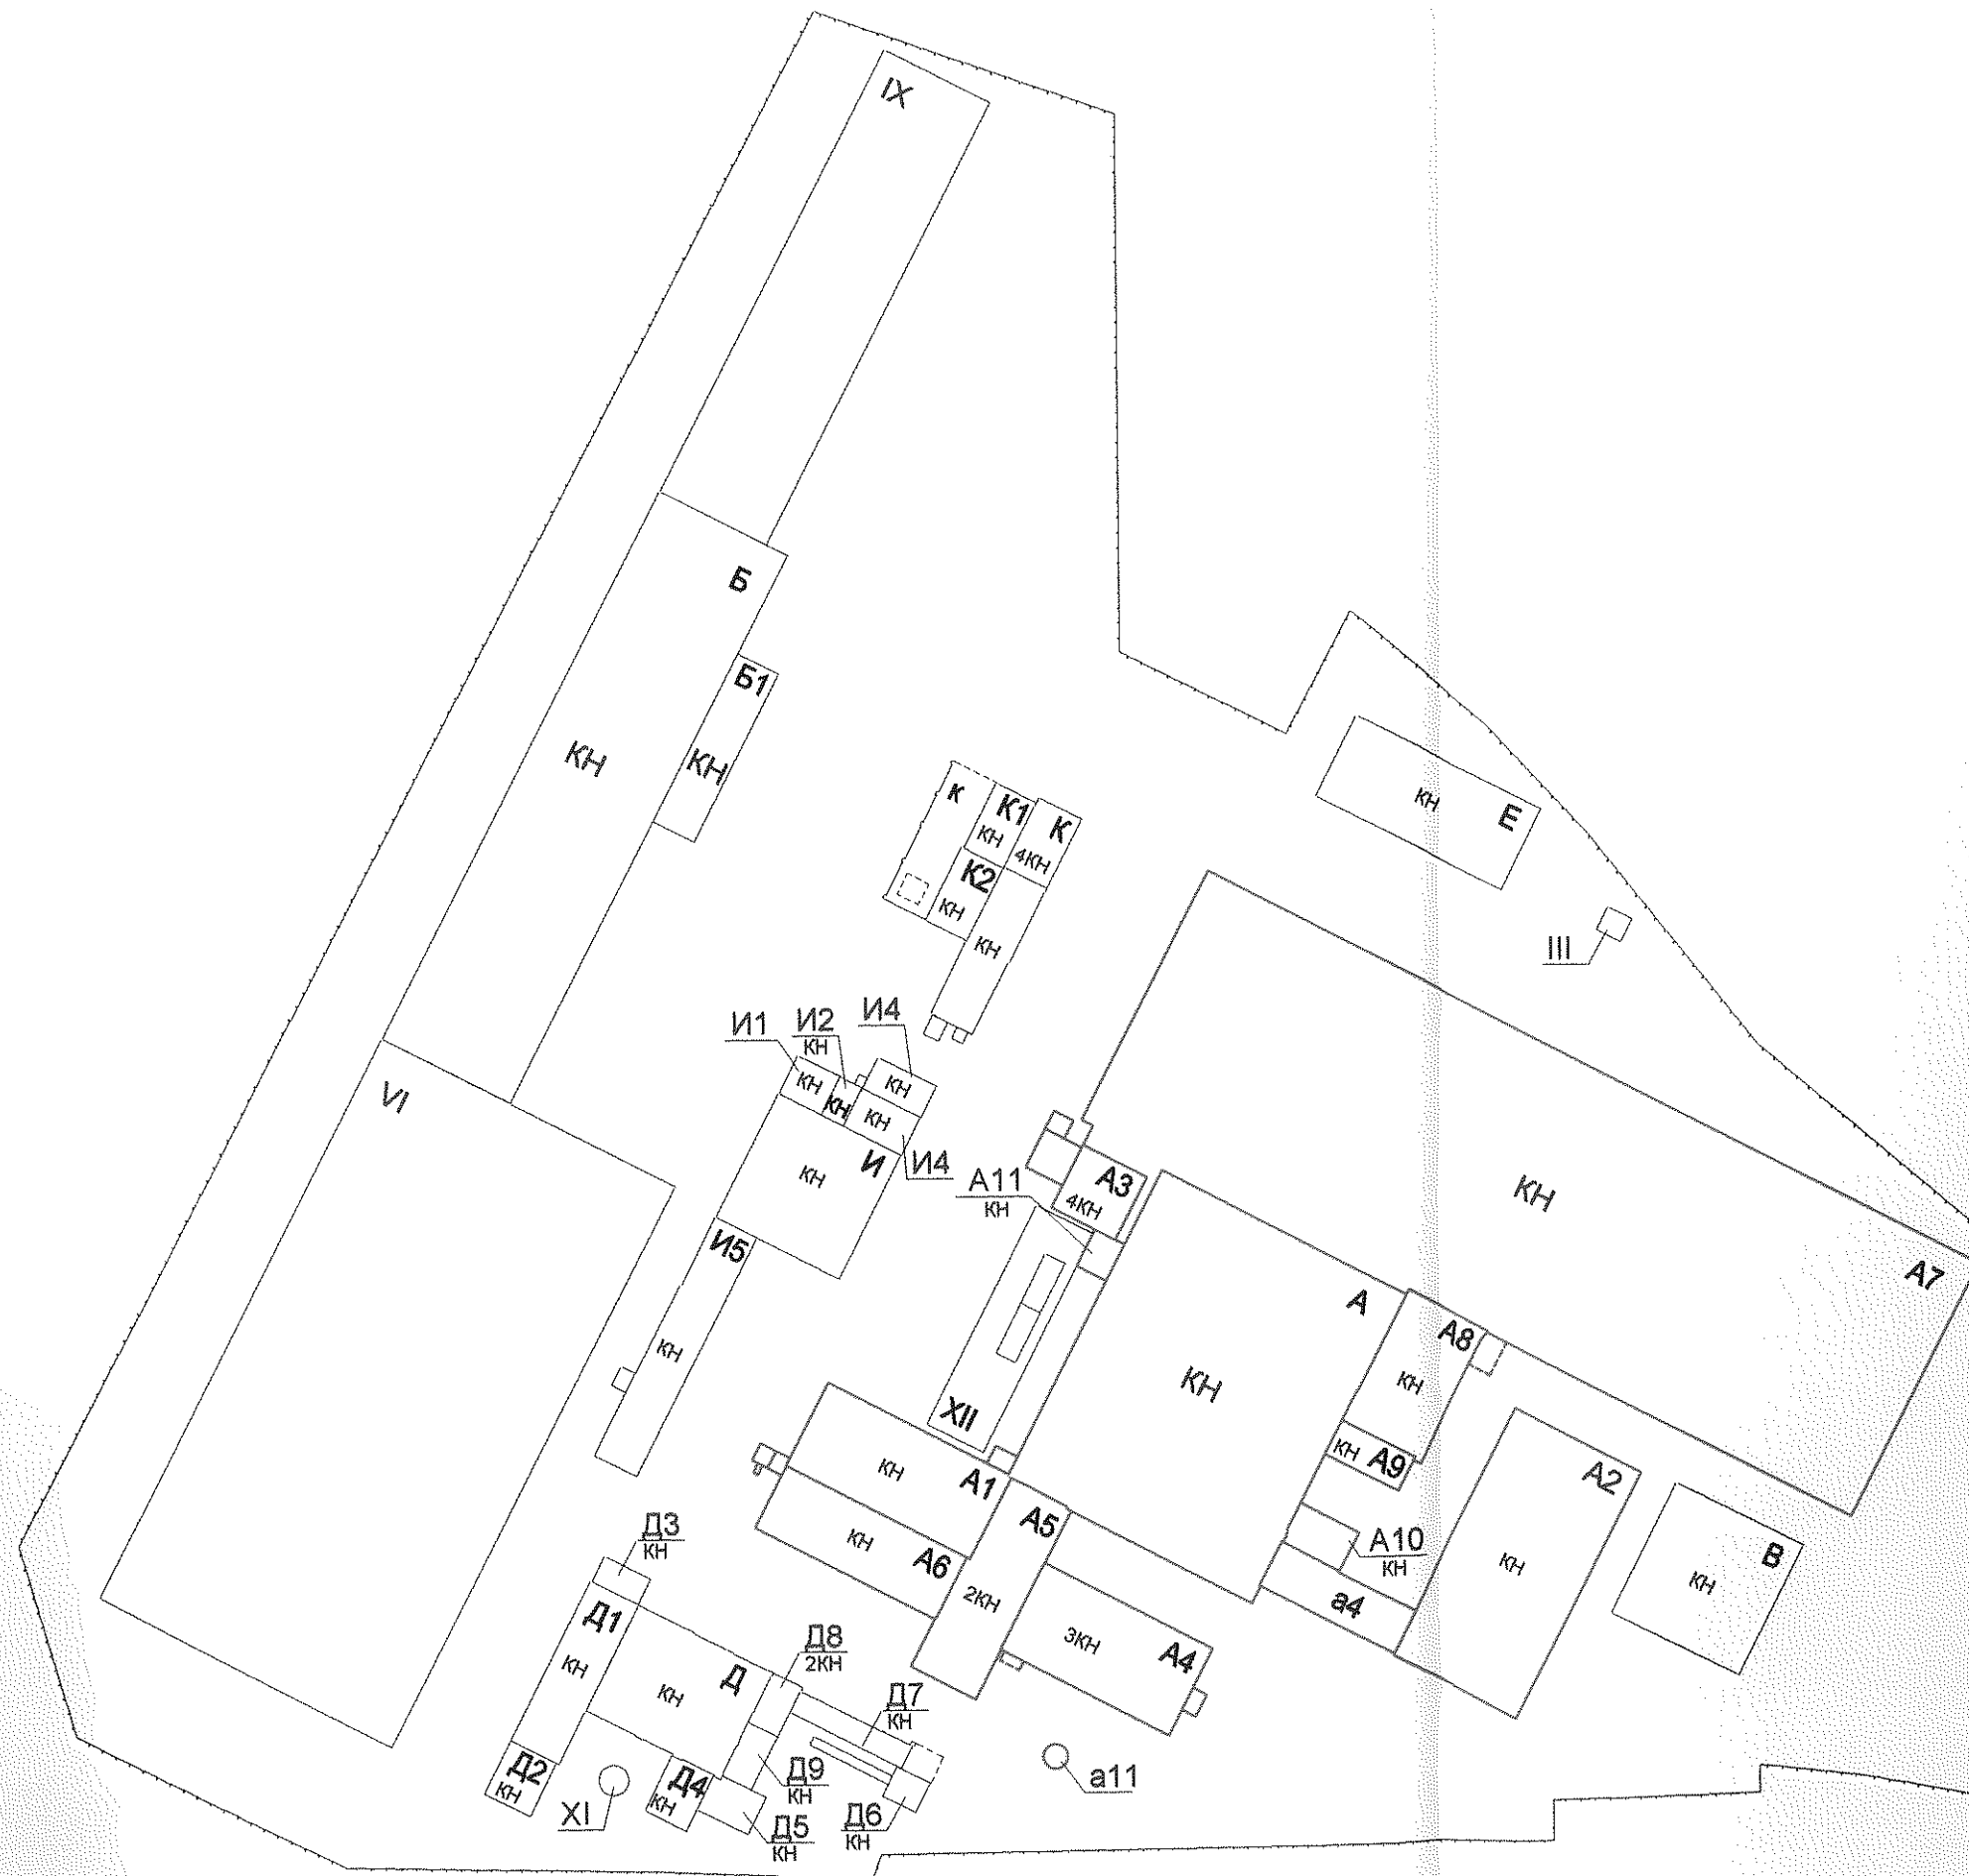 IX
Б
Б1
КН
КН
к
К1
К
КН
4КН
К2
КН
КН
КН
Е
III
И1
И2
КН
И4
КН
КН
КН
КН
И4
И
КН
VI
И5
КН
А11
КН
А3
4КН
КН
А7
А
А8
КН
КН
XII
КН
А9
А2
КН
КН
А1
А5
КН
А6
2КН
А10
КН
а4
В
КН
3КН
А4
Д3
КН
Д1
КН
Д
КН
Д8
2КН
Д7
КН
Д2
КН
XI
Д4
КН
Д9
КН
Д5
КН
Д6
КН
а11